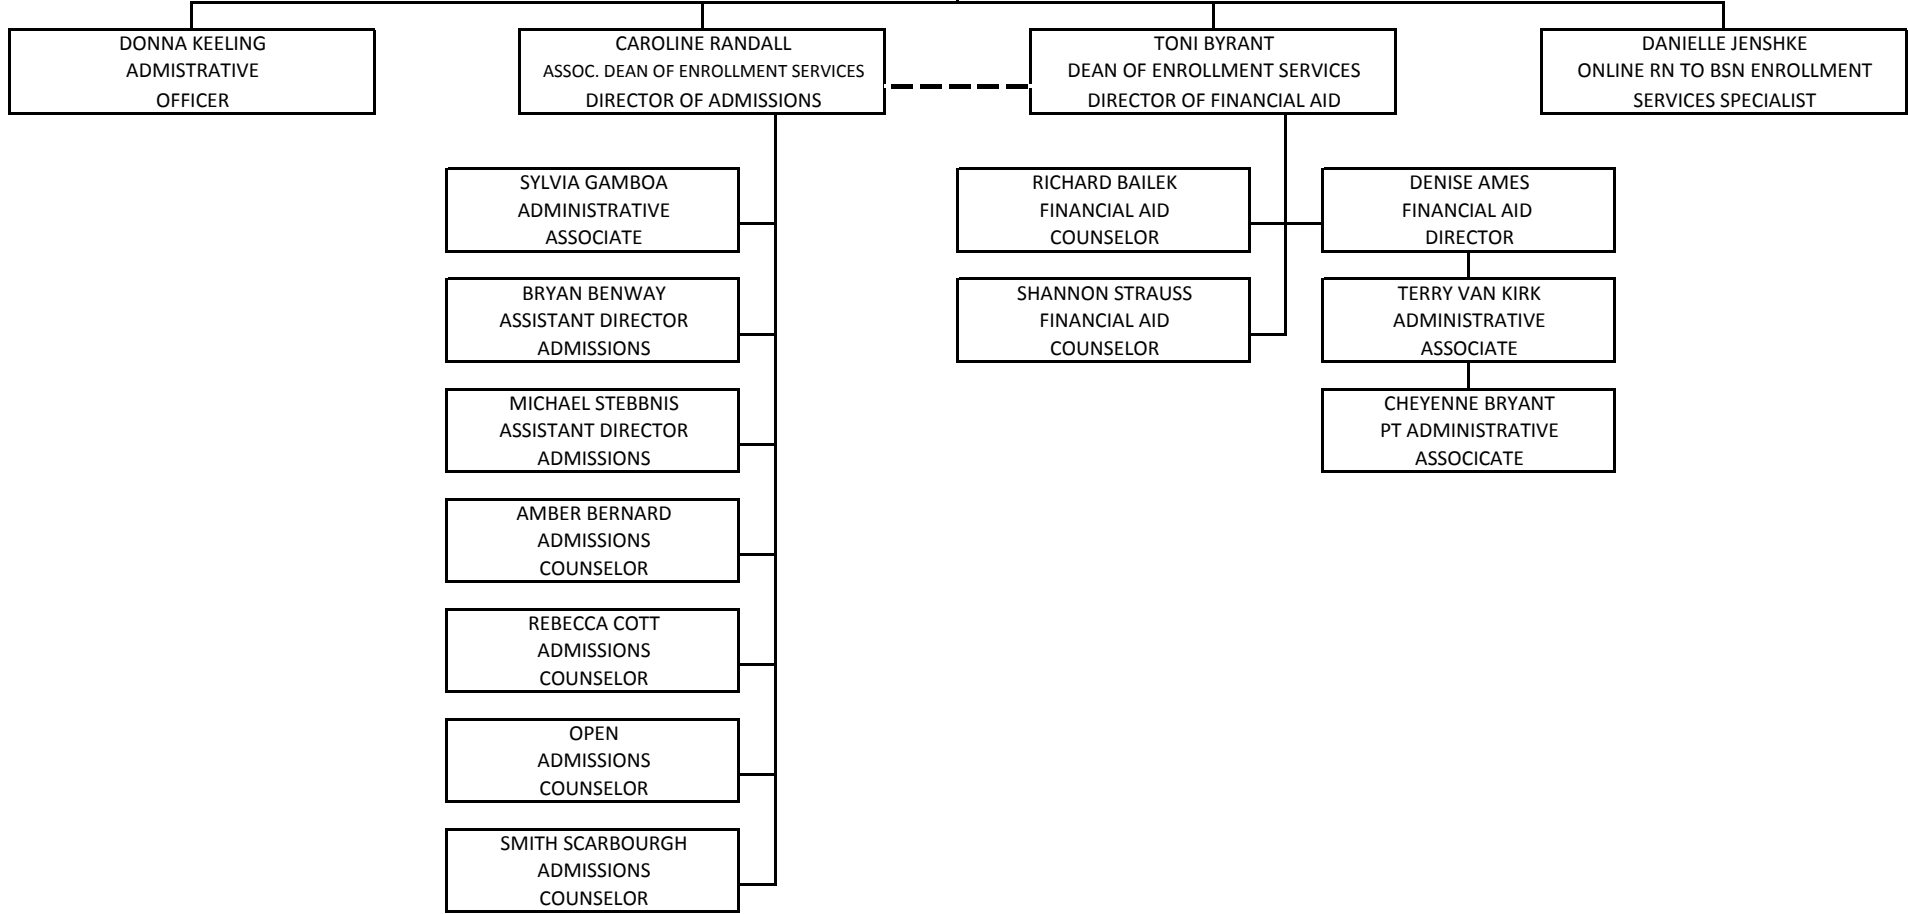 DONNA KEELING
ADMISTRATIVE
OFFICER
CAROLINE RANDALL
ASSOC. DEAN OF ENROLLMENT SERVICES
DIRECTOR OF ADMISSIONS
TONI BYRANT
DEAN OF ENROLLMENT SERVICES
DIRECTOR OF FINANCIAL AID
DANIELLE JENSHKE
ONLINE RN TO BSN ENROLLMENT
SERVICES SPECIALIST
SYLVIA GAMBOA
ADMINISTRATIVE
ASSOCIATE
BRYAN BENWAY
ASSISTANT DIRECTOR
ADMISSIONS
MICHAEL STEBBNIS
ASSISTANT DIRECTOR
ADMISSIONS
AMBER BERNARD
ADMISSIONS
COUNSELOR
REBECCA COTT
ADMISSIONS
COUNSELOR
OPEN
ADMISSIONS
COUNSELOR
SMITH SCARBOURGH
ADMISSIONS
COUNSELOR
RICHARD BAILEK
FINANCIAL AID
COUNSELOR
SHANNON STRAUSS
FINANCIAL AID
COUNSELOR
DENISE AMES
FINANCIAL AID
DIRECTOR
TERRY VAN KIRK
ADMINISTRATIVE
ASSOCIATE
CHEYENNE BRYANT
PT ADMINISTRATIVE
ASSOCICATE